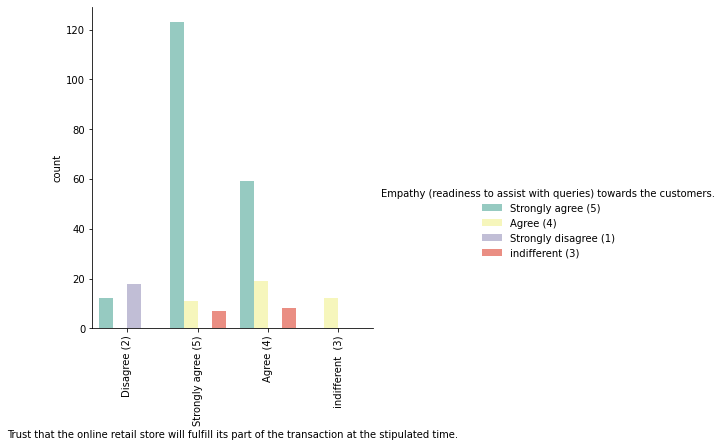 120
100
80
60
40
20
0
count
Disagree (2)
Strongly agree (5)
Agree (4)
indifferent  (3)
Trust that the online retail store will fulfill its part of the transaction at the stipulated time.
Empathy (readiness to assist with queries) towards the customers.
Strongly agree (5)
Agree (4)
Strongly disagree (1)
indifferent (3)